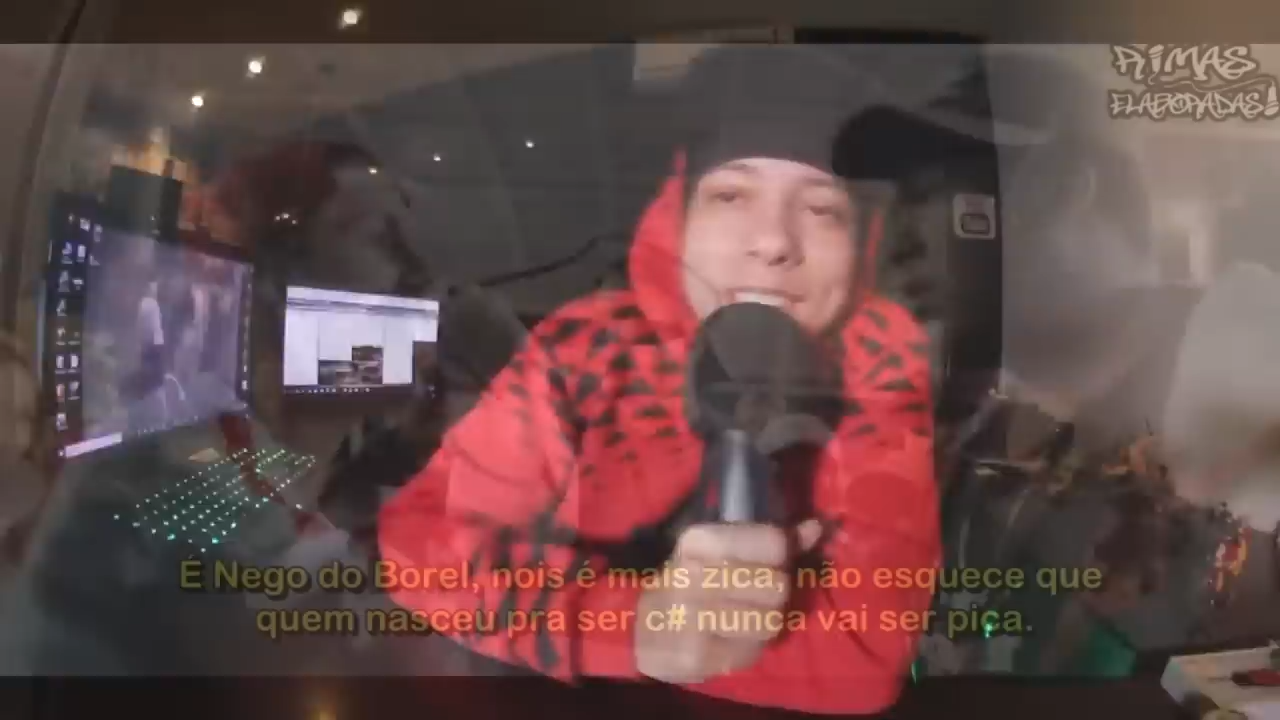 RIMAS
ELABORADAS!
É Nego do Borel, nois é mais zica, não esquece que
quem nasceu pra ser c# nunca vai ser pica.